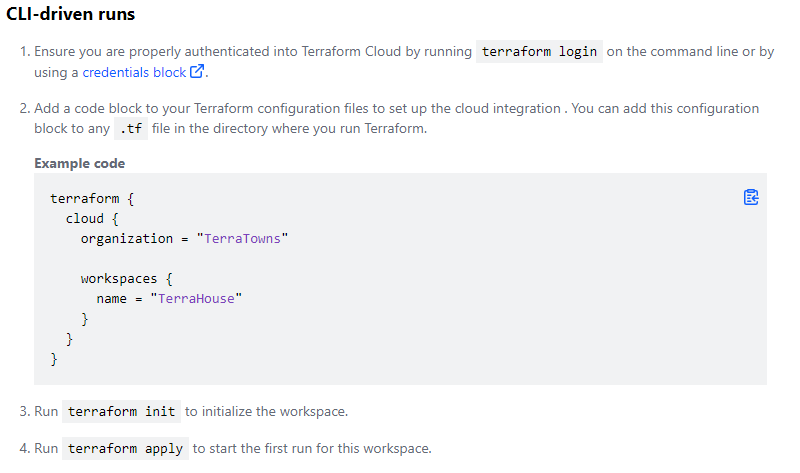 CLI-driven runs
1. Ensure you are properly authenticated into Terraform Cloud by running terraform login on the command line or by
using a credentials block.
2. Add a code block to your Terraform configuration files to set up the cloud integration . You can add this configuration
block to any .tf file in the directory where you run Terraform.
Example code
terraform {
  cloud {
    organization = "TerraTowns"

    workspaces {
      name = "TerraHouse"
    }
  }
}
3. Run terraform init to initialize the workspace.
4. Run terraform apply to start the first run for this workspace.